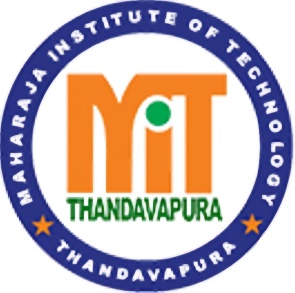 MAHARAJA INSTITUTE OF TECHNOLOGY
MiT
THANDAVAPURA
THANDAVAPURA